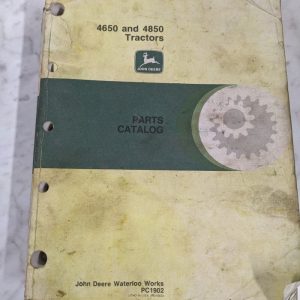 4650 and 4850
Tractors
JOHN DEERE
PARTS
CATALOG
John Deere Waterloo Works
PC1902